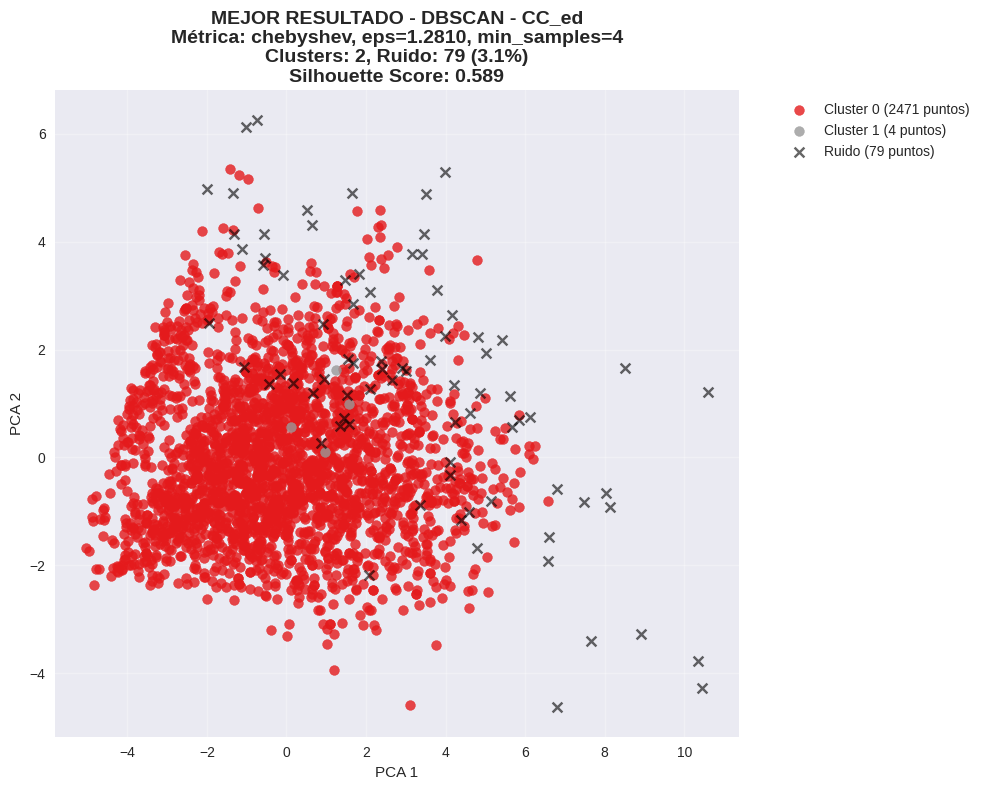 MEJOR RESULTADO - DBSCAN - CC_ed
Métrica: chebyshev, eps=1.2810, min_samples=4
Clusters: 2, Ruido: 79 (3.1%)
Silhouette Score: 0.589
Cluster 0 (2471 puntos)
Cluster 1 (4 puntos)
Ruido (79 puntos)
6
4
2
0
−2
−4
PCA 2
−4 −2 0 2 4 6 8 10
PCA 1